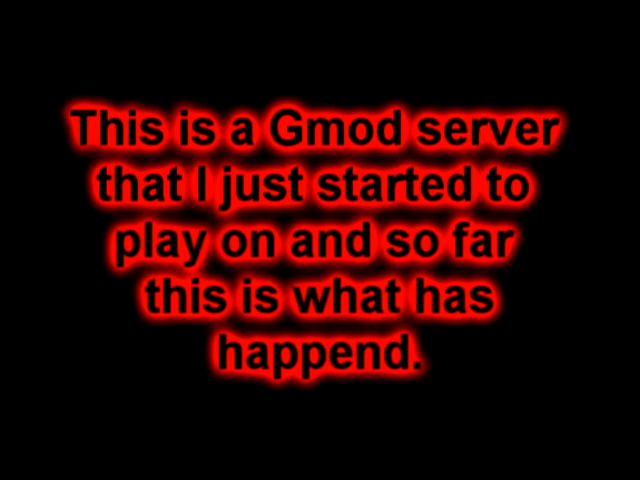 This is a Gmod server
that I just started to
play on and so far
this is what has
happend.